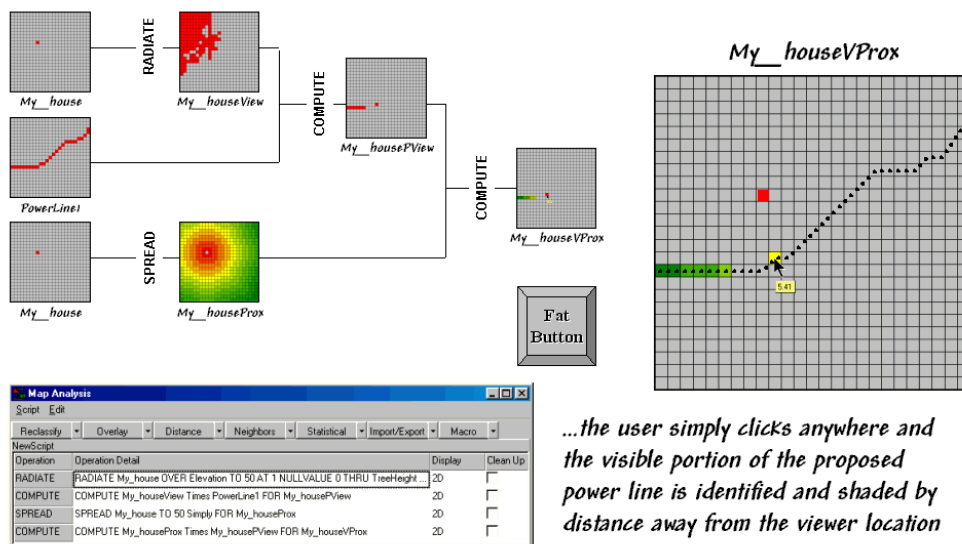 My__houseVProx
RADIATE
My__house
My__houseView
COMPUTE
My__housePView
PowerLine1
COMPUTE
My__houseVProx
SPREAD
My__house
My__houseProx
5.41
Fat
Button
Map Analysis
Script Edit
Reclassify Overlay Distance Neighbors Statistical Import/Export Macro
NewScript
Operation Operation Detail Display Clean Up
RADIATE RADIATE My_house OVER Elevation TO 50 AT 1 NULLVALUE 0 THRU TreeHeight ... 2D
COMPUTE COMPUTE My_houseView Times PowerLine1 FOR My_housePView 2D
SPREAD SPREAD My_house TO 50 Simply FOR My_houseProx 2D
COMPUTE COMPUTE My_houseProx Times My_housePView FOR My_houseVProx 2D
...the user simply clicks anywhere and
the visible portion of the proposed
power line is identified and shaded by
distance away from the viewer location